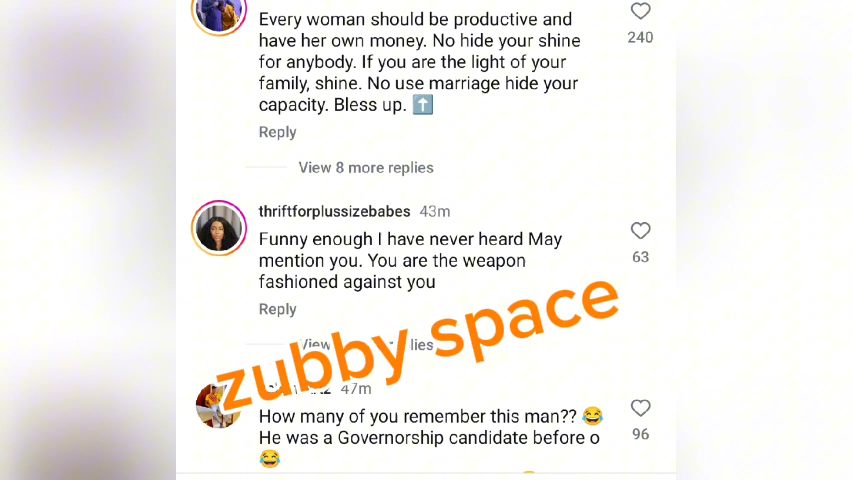 Every woman should be productive and
have her own money. No hide your shine
for anybody. If you are the light of your
family, shine. No use marriage hide your
capacity. Bless up. ⬆️
240
Reply
View 8 more replies
thriftforplussizebabes 43m
Funny enough I have never heard May
mention you. You are the weapon
fashioned against you
63
Reply
zubby space
47m
How many of you remember this man?? 😂
He was a Governorship candidate before o
😂
96